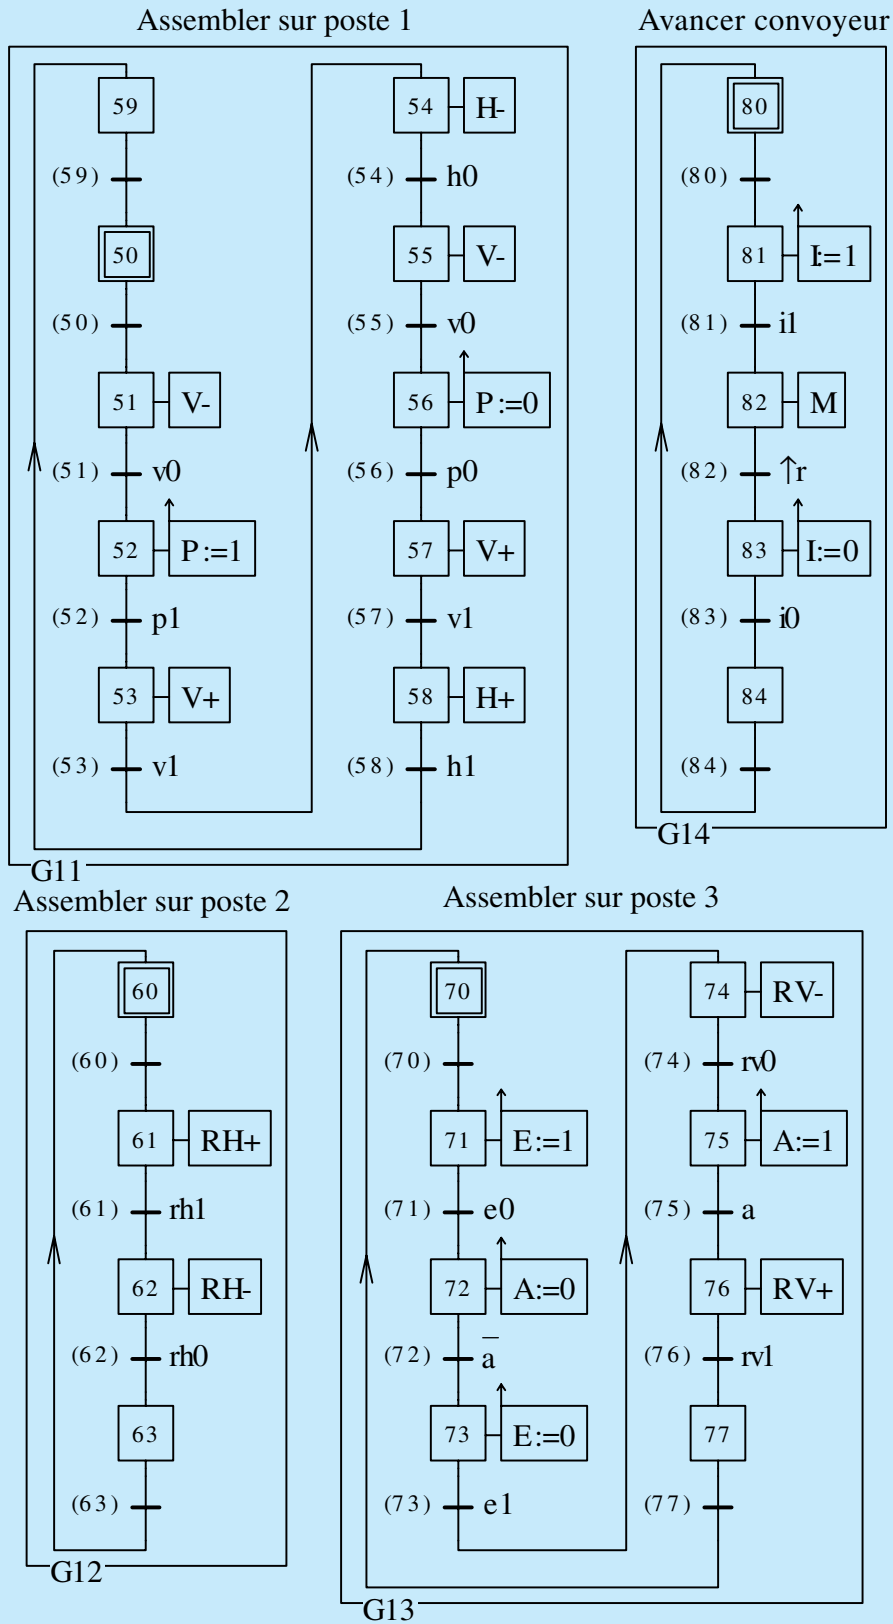 Assembler sur poste 1
59
(59)
50
(50)
51 V-
(51) v0
52 P:=1
(52) p1
53 V+
(53) v1
54 H-
(54) h0
55 V-
(55) v0
56 P:=0
(56) p0
57 V+
(57) v1
58 H+
(58) h1
G11
Avancer convoyeur
80
(80)
81 I:=1
(81) i1
82 M
(82) ↑r
83 I:=0
(83) i0
84
(84)
G14
Assembler sur poste 2
60
(60)
61 RH+
(61) rh1
62 RH-
(62) rh0
63
(63)
G12
Assembler sur poste 3
70
(70)
71 E:=1
(71) e0
72 A:=0
(72) a̅
73 E:=0
(73) e1
74 RV-
(74) rv0
75 A:=1
(75) a
76 RV+
(76) rv1
77
(77)
G13